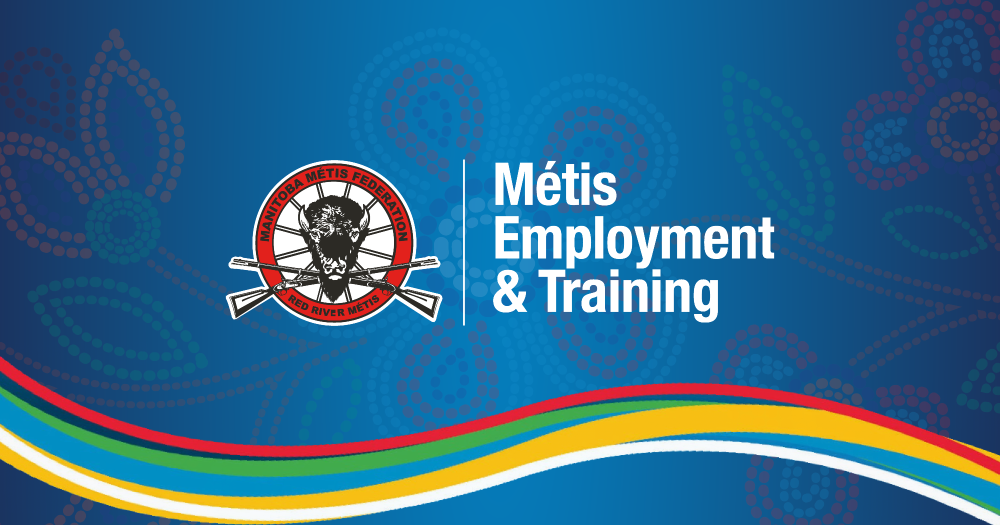 MANITOBA MÉTIS FEDERATION
RED RIVER MÉTIS
Métis
Employment
& Training